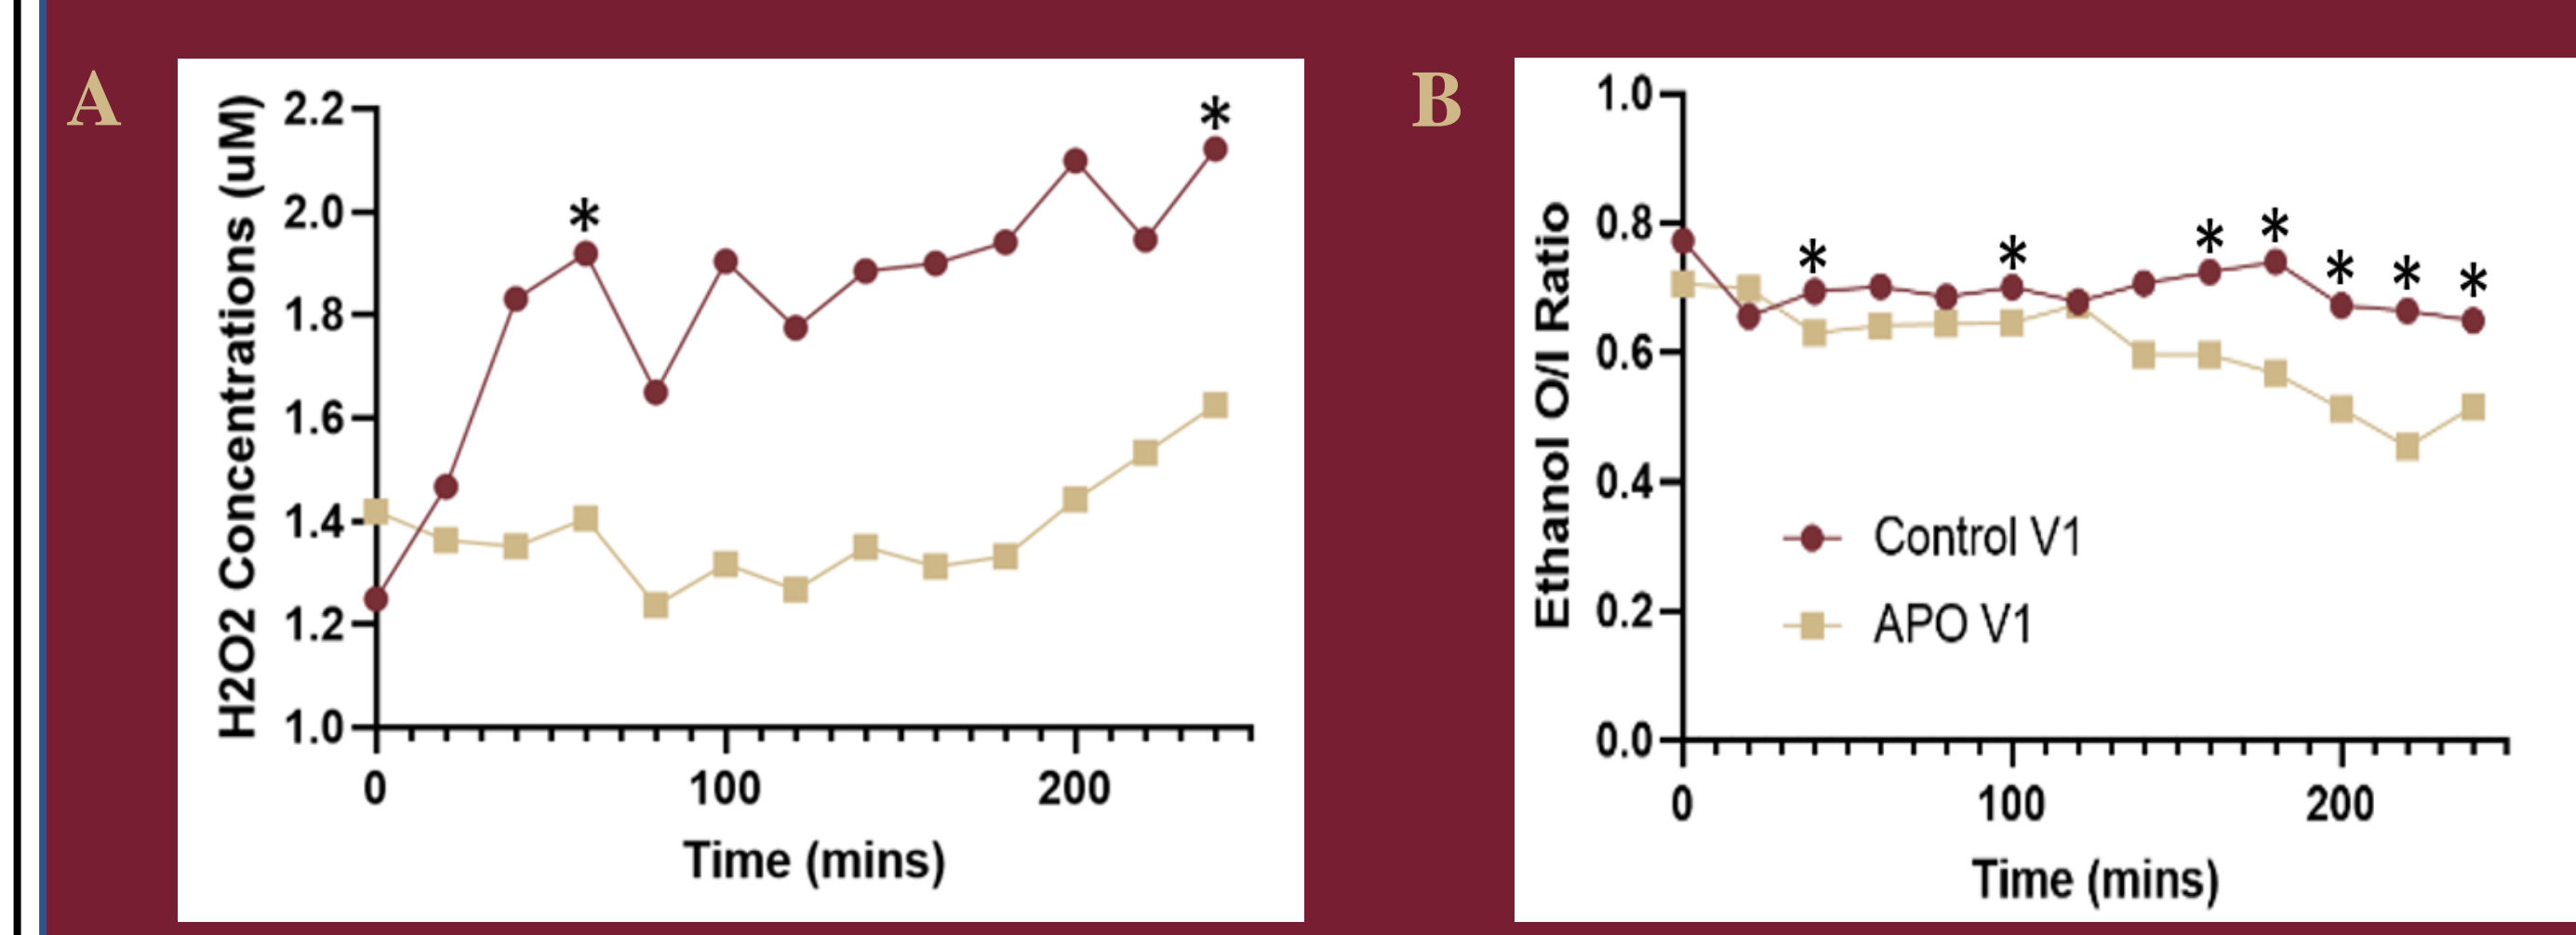 A
H2O2 Concentrations (uM)
2.2
2.0
1.8
1.6
1.4
1.2
1.0
*
*
0 100 200
Time (mins)
B
Ethanol O/I Ratio
1.0
0.8
0.6
0.4
0.2
0.0
* * * * * * *
Control V1
APO V1
0 100 200
Time (mins)